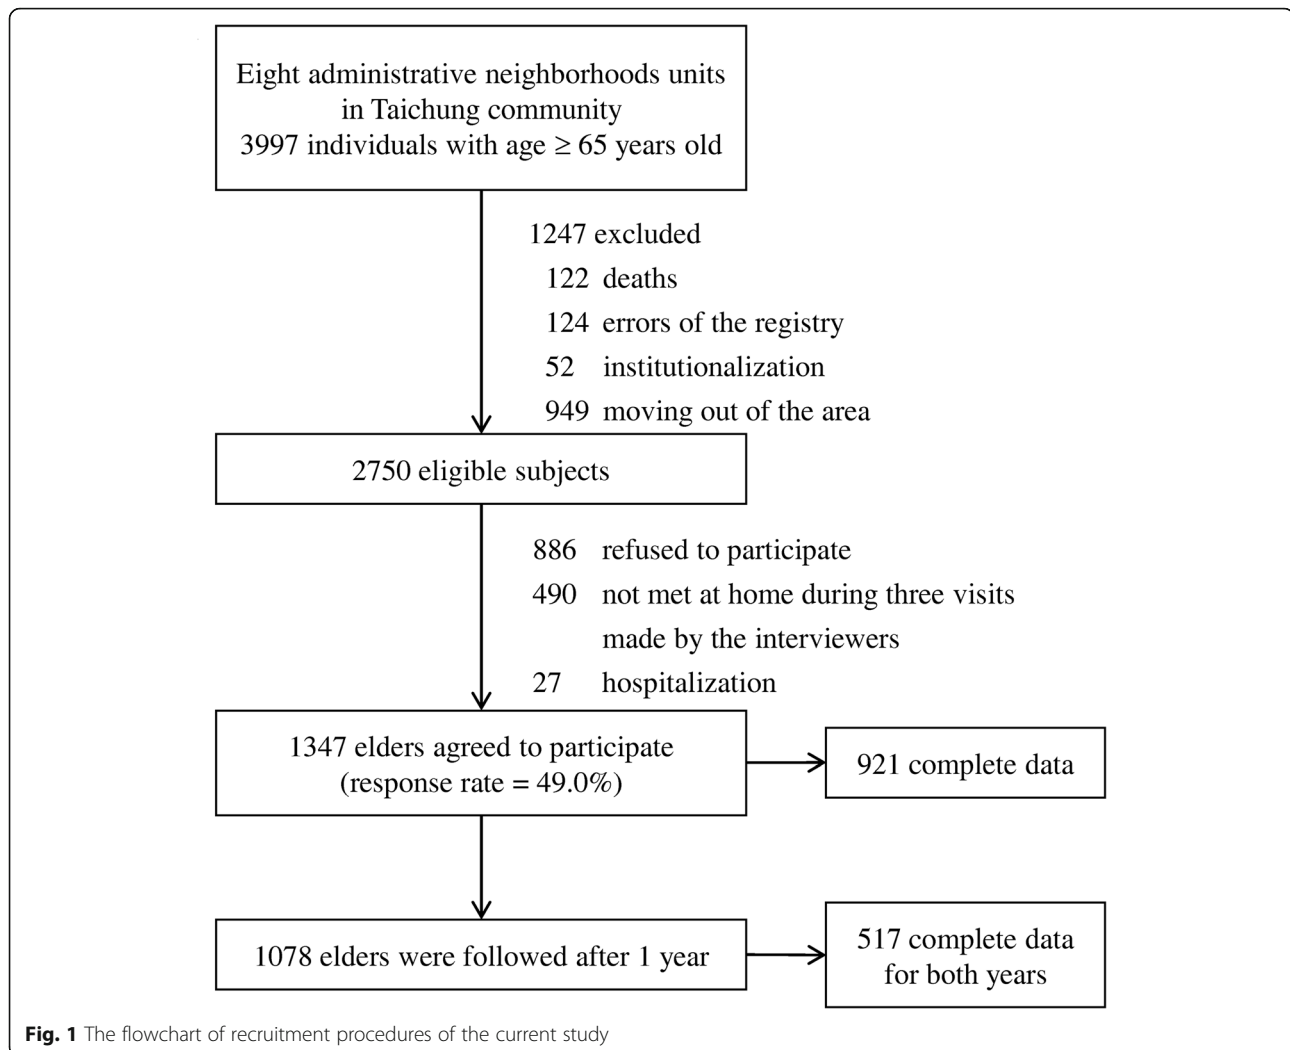 Eight administrative neighborhoods units
in Taichung community
3997 individuals with age ≥ 65 years old
1247 excluded
122 deaths
124 errors of the registry
52 institutionalization
949 moving out of the area
2750 eligible subjects
886 refused to participate
490 not met at home during three visits
made by the interviewers
27 hospitalization
1347 elders agreed to participate
(response rate = 49.0%)
921 complete data
1078 elders were followed after 1 year
517 complete data
for both years
Fig. 1 The flowchart of recruitment procedures of the current study